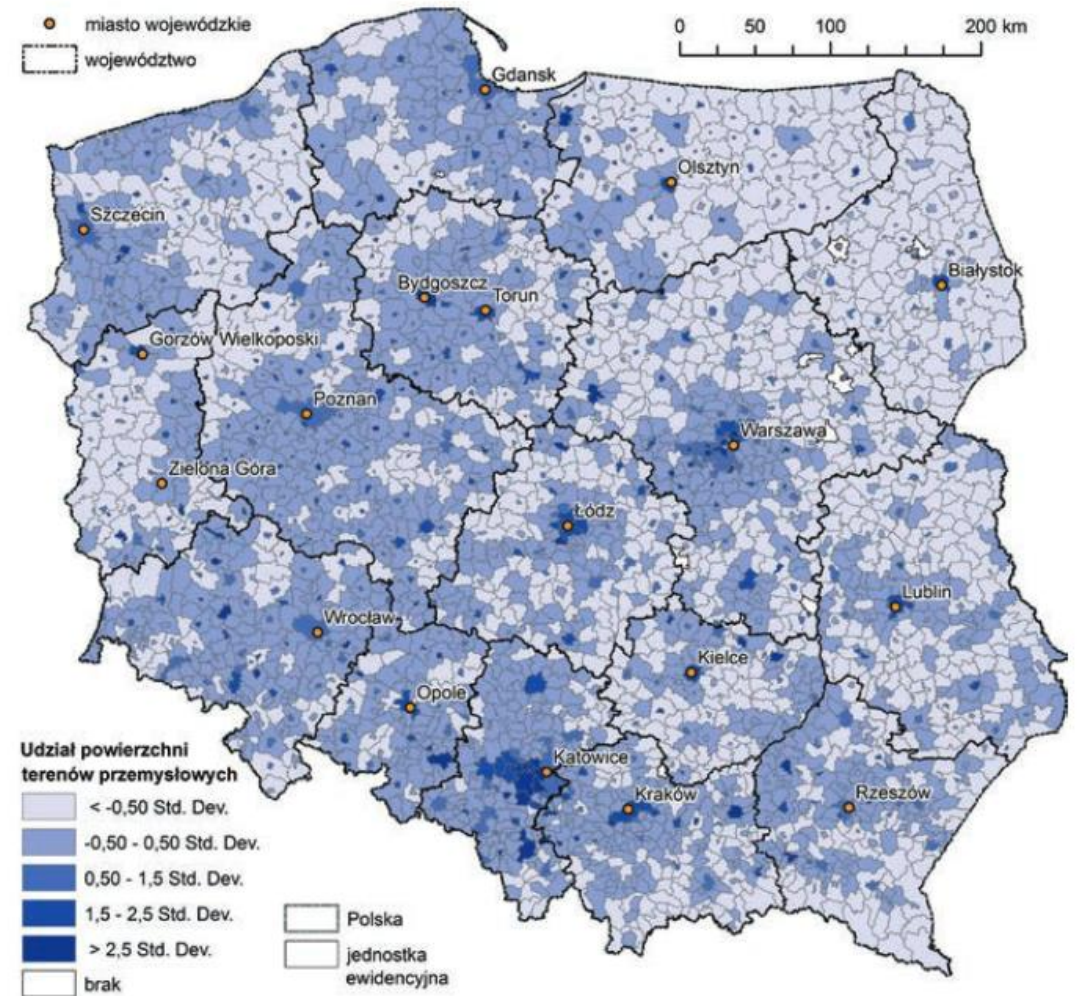 miasto wojewódzkie
województwo
0 50 100 200 km
Gdansk
Olsztyn
Szczecin
Białystok
Bydgoszcz
Torun
Gorzów Wielkoposki
Poznan
Warszawa
Zielona Góra
Łódz
Lublin
Wrocław
Kielce
Opole
Katowice
Kraków
Rzeszów
Udział powierzchni
terenów przemysłowych
< -0,50 Std. Dev.
-0,50 - 0,50 Std. Dev.
0,50 - 1,5 Std. Dev.
1,5 - 2,5 Std. Dev.
> 2,5 Std. Dev.
brak
Polska
jednostka
ewidencyjna